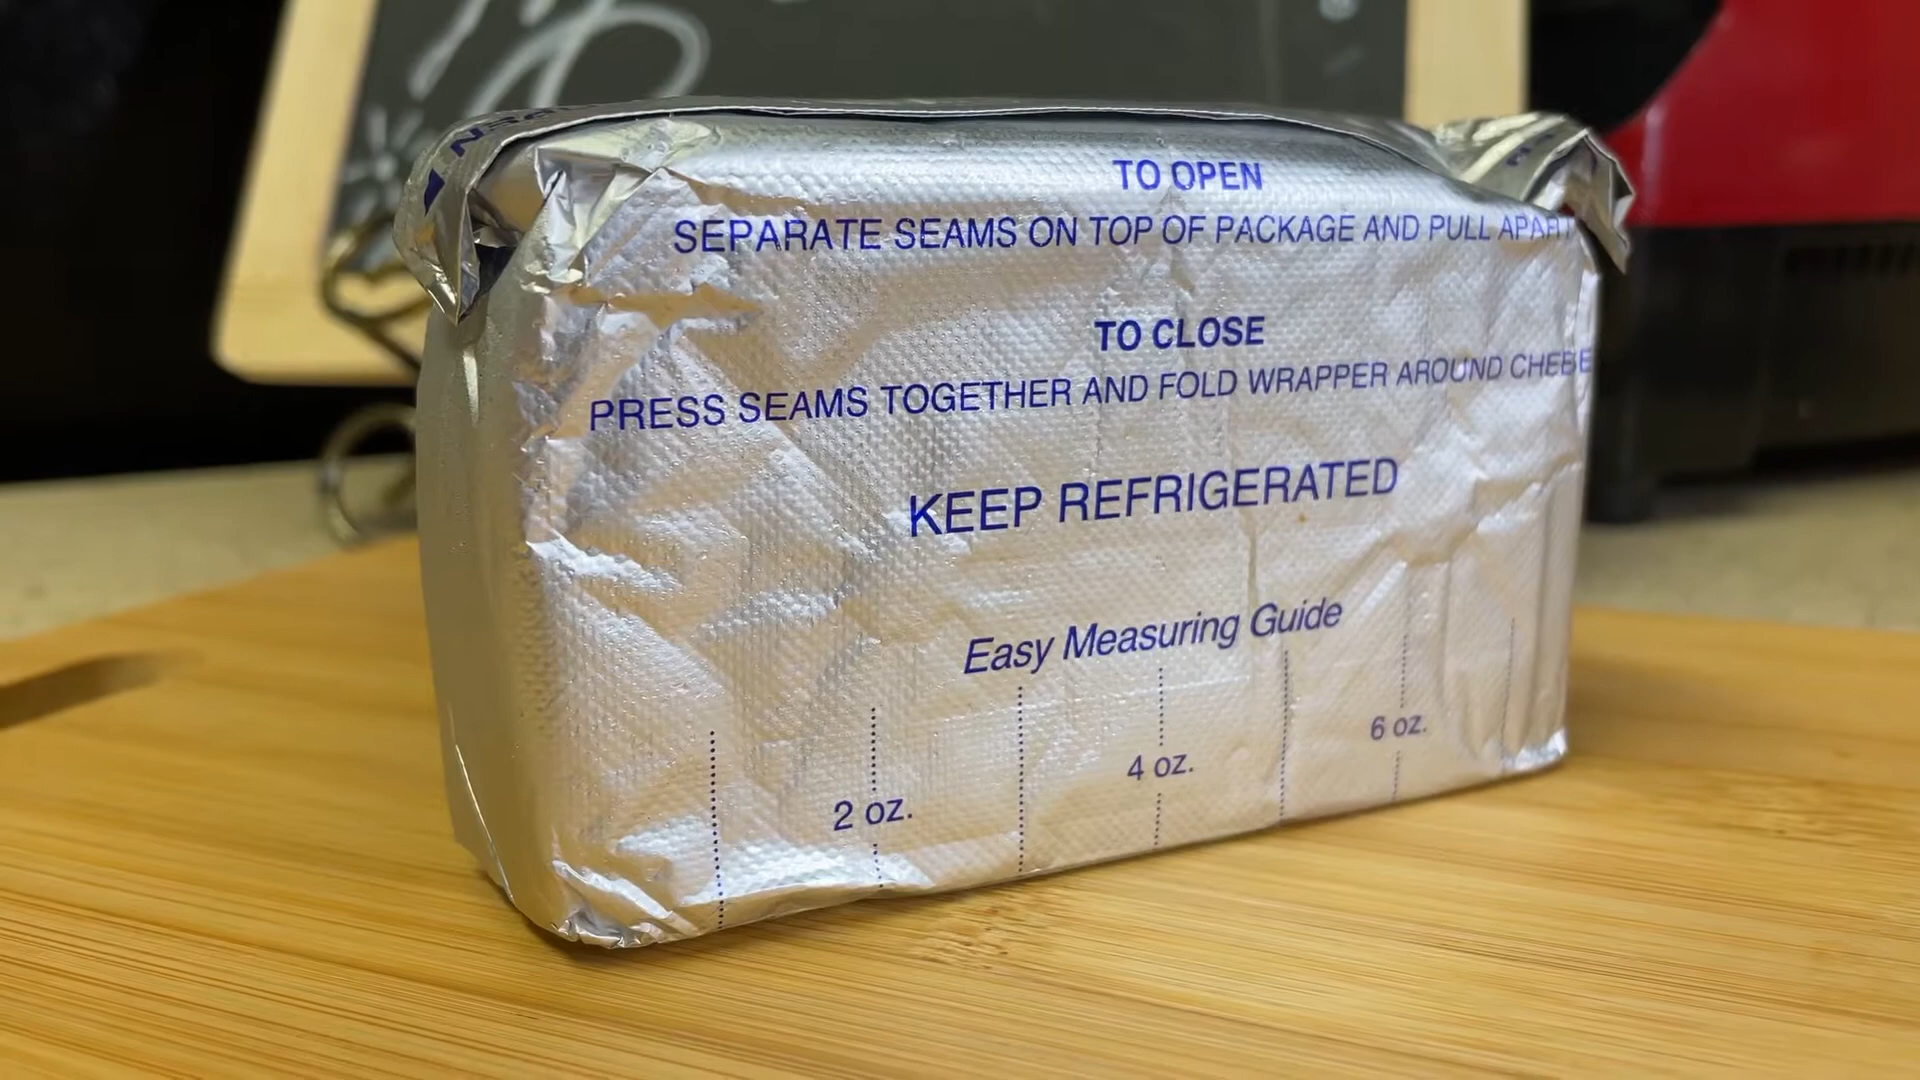 TO OPEN
SEPARATE SEAMS ON TOP OF PACKAGE AND PULL APART
TO CLOSE
PRESS SEAMS TOGETHER AND FOLD WRAPPER AROUND CHEESE
KEEP REFRIGERATED
Easy Measuring Guide
2 oz.
4 oz.
6 oz.